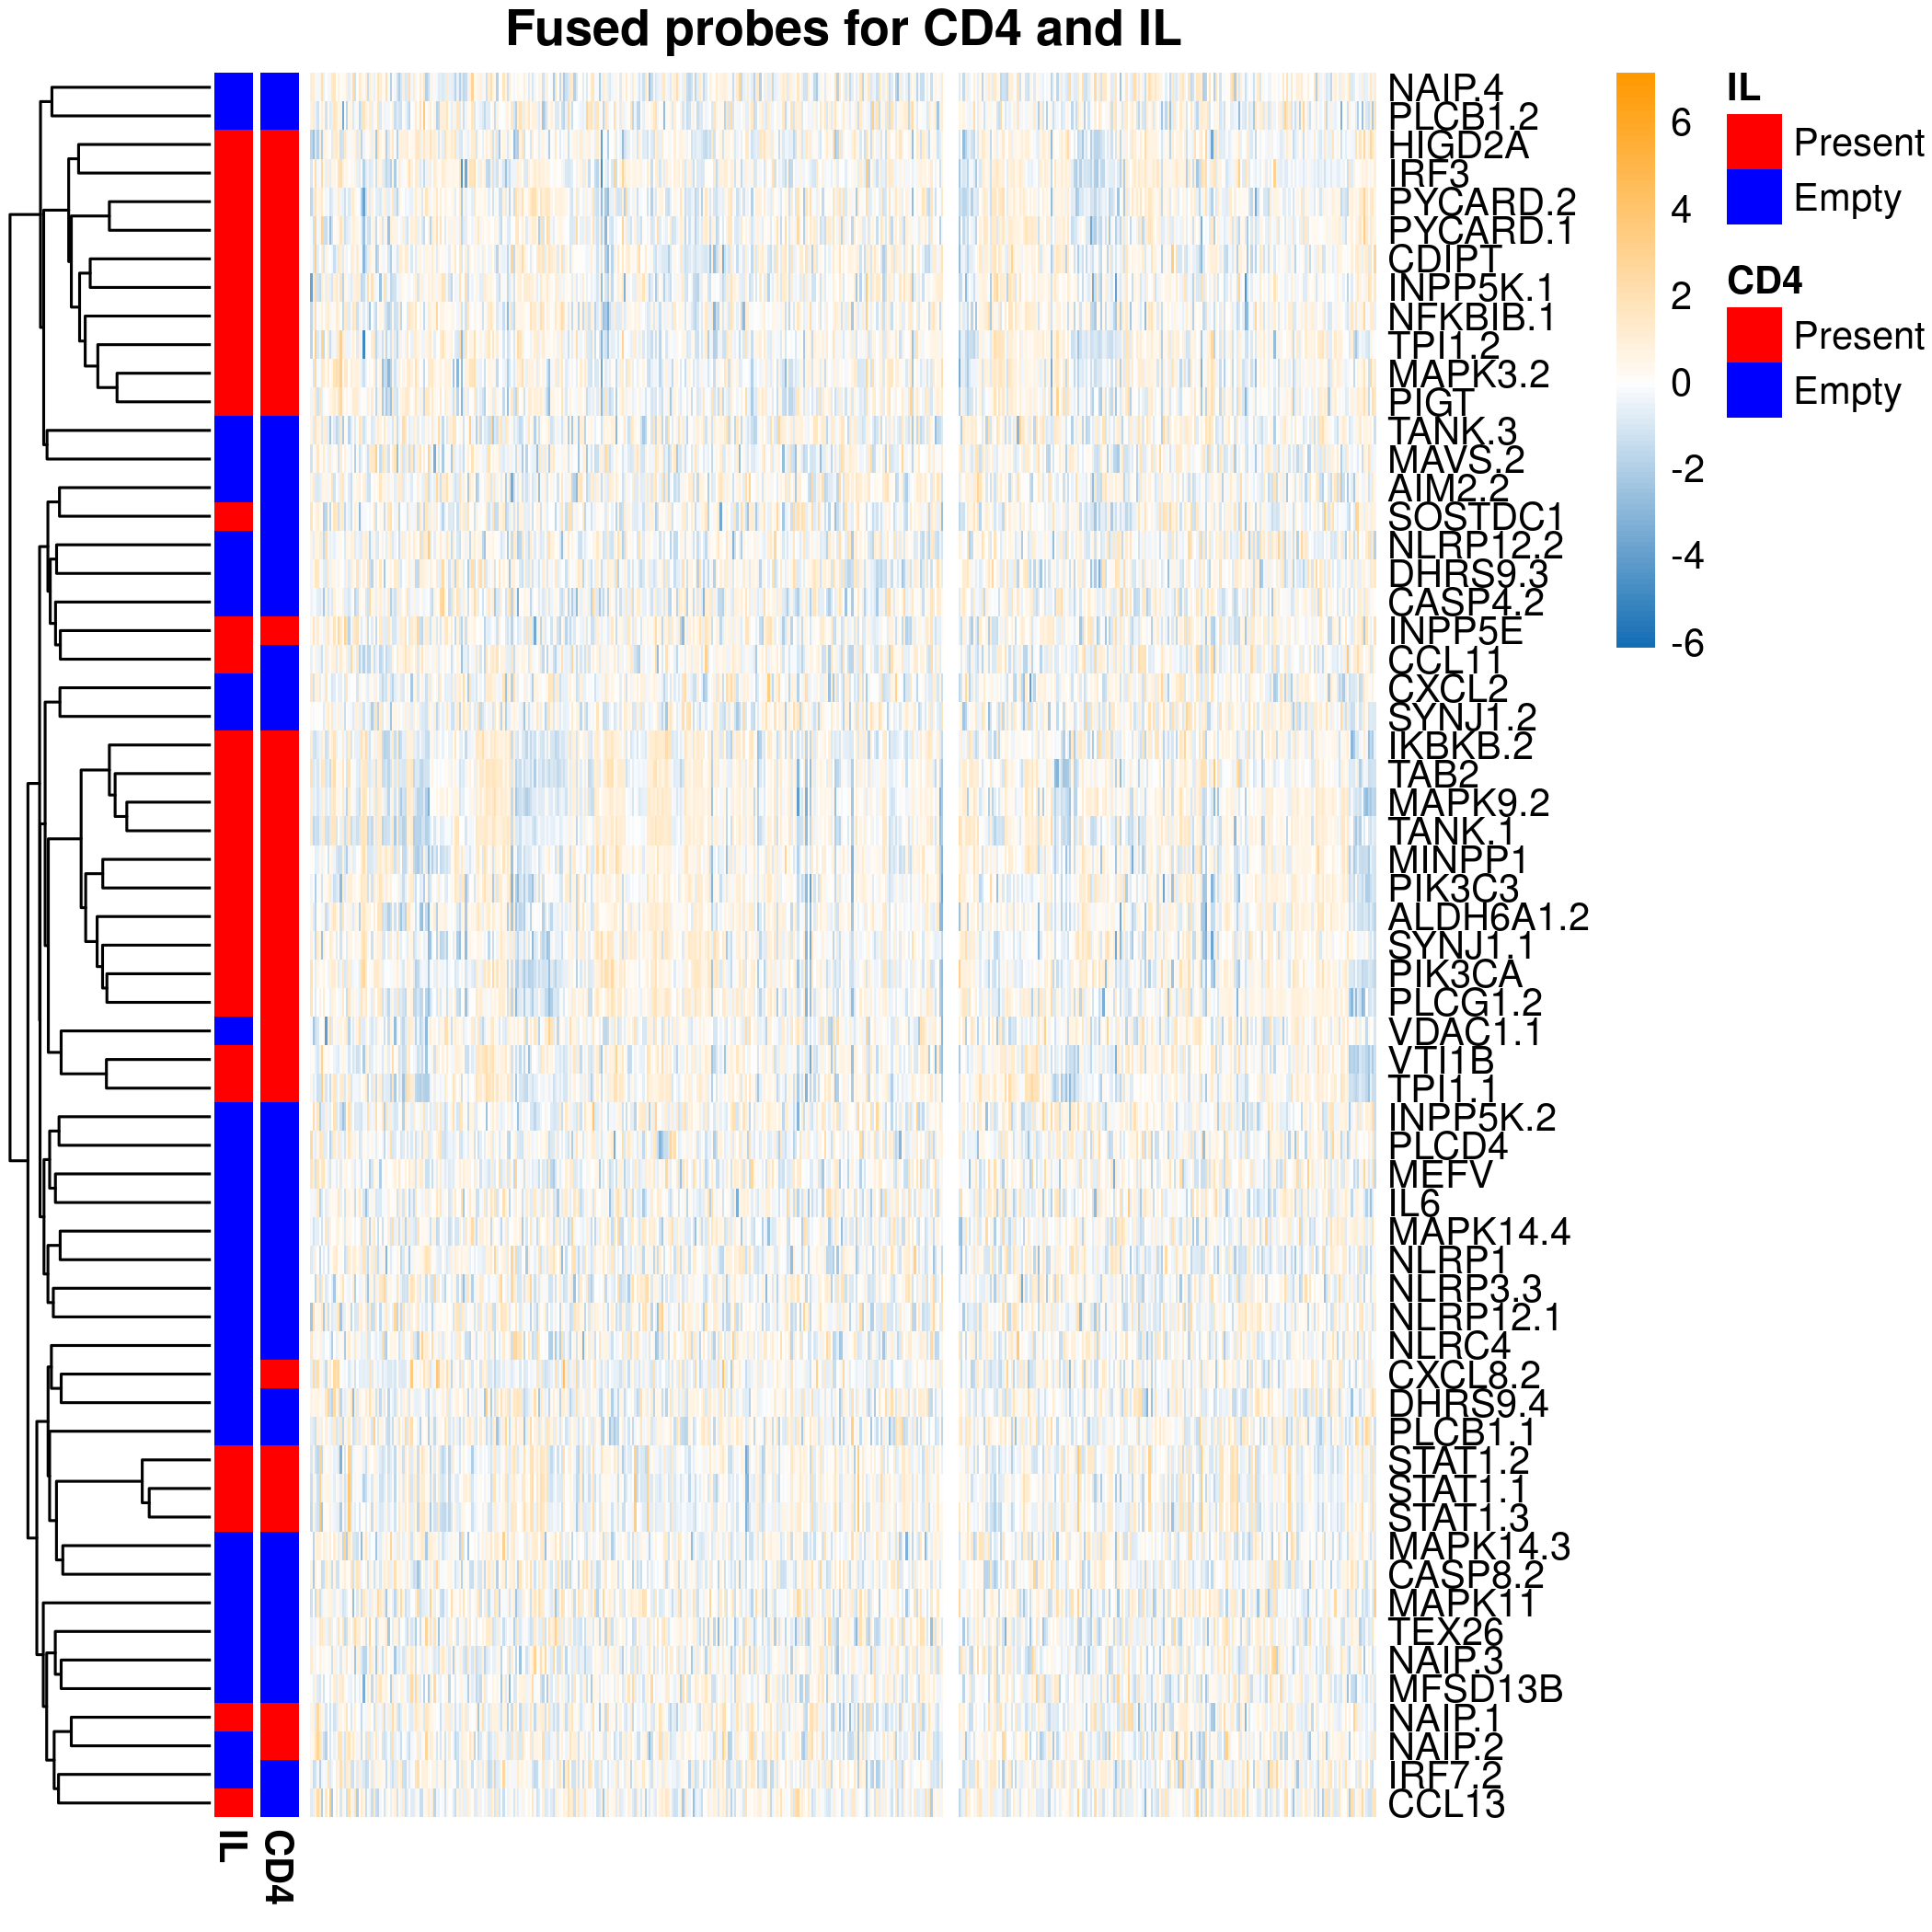 Fused probes for CD4 and IL
NAIP.4
PLCB1.2
HIGD2A
IRF3
PYCARD.2
PYCARD.1
CDIPT
INPP5K.1
NFKBIB.1
TPI1.2
MAPK3.2
PIGT
TANK.3
MAVS.2
AIM2.2
SOSTDC1
NLRP12.2
DHRS9.3
CASP4.2
INPP5E
CCL11
CXCL2
SYNJ1.2
IKBKB.2
TAB2
MAPK9.2
TANK.1
MINPP1
PIK3C3
ALDH6A1.2
SYNJ1.1
PIK3CA
PLCG1.2
VDAC1.1
VTI1B
TPI1.1
INPP5K.2
PLCD4
MEFV
IL6
MAPK14.4
NLRP1
NLRP3.3
NLRP12.1
NLRC4
CXCL8.2
DHRS9.4
PLCB1.1
STAT1.2
STAT1.1
STAT1.3
MAPK14.3
CASP8.2
MAPK11
TEX26
NAIP.3
MFSD13B
NAIP.1
NAIP.2
IRF7.2
CCL13
6
4
2
0
-2
-4
-6
IL
Present
Empty
CD4
Present
Empty
IL
CD4